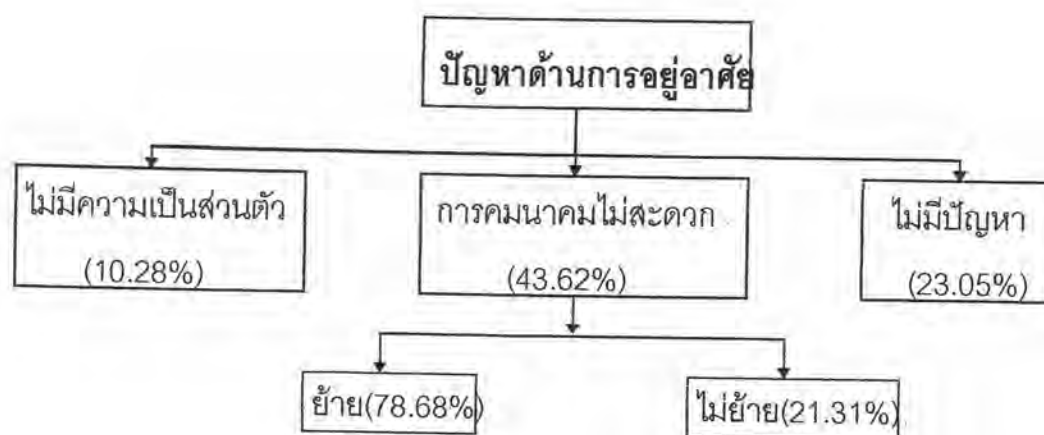 ปัญหาด้านการอยู่อาศัย
ไม่มีความเป็นส่วนตัว
(10.28%)
การคมนาคมไม่สะดวก
(43.62%)
ไม่มีปัญหา
(23.05%)
ย้าย(78.68%)
ไม่ย้าย(21.31%)